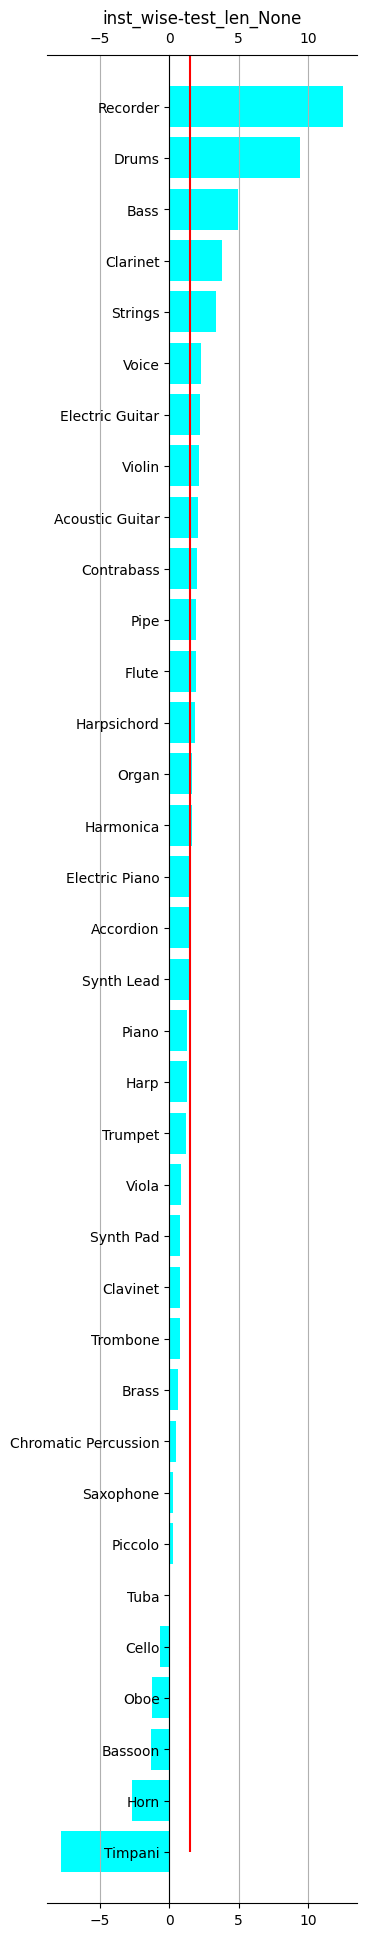 inst_wise-test_len_None
−5 0 5 10
Recorder
Drums
Bass
Clarinet
Strings
Voice
Electric Guitar
Violin
Acoustic Guitar
Contrabass
Pipe
Flute
Harpsichord
Organ
Harmonica
Electric Piano
Accordion
Synth Lead
Piano
Harp
Trumpet
Viola
Synth Pad
Clavinet
Trombone
Brass
Chromatic Percussion
Saxophone
Piccolo
Tuba
Cello
Oboe
Bassoon
Horn
Timpani
−5 0 5 10